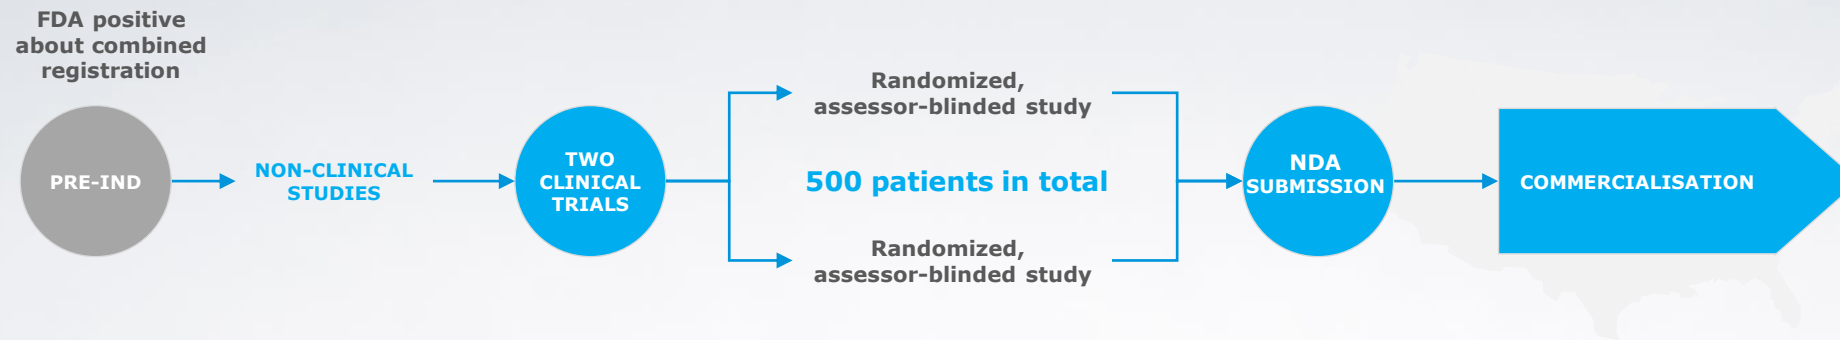 FDA positive
about combined
registration
PRE-IND
NON-CLINICAL
STUDIES
TWO
CLINICAL
TRIALS
Randomized,
assessor-blinded study
500 patients in total
Randomized,
assessor-blinded study
NDA
SUBMISSION
COMMERCIALISATION